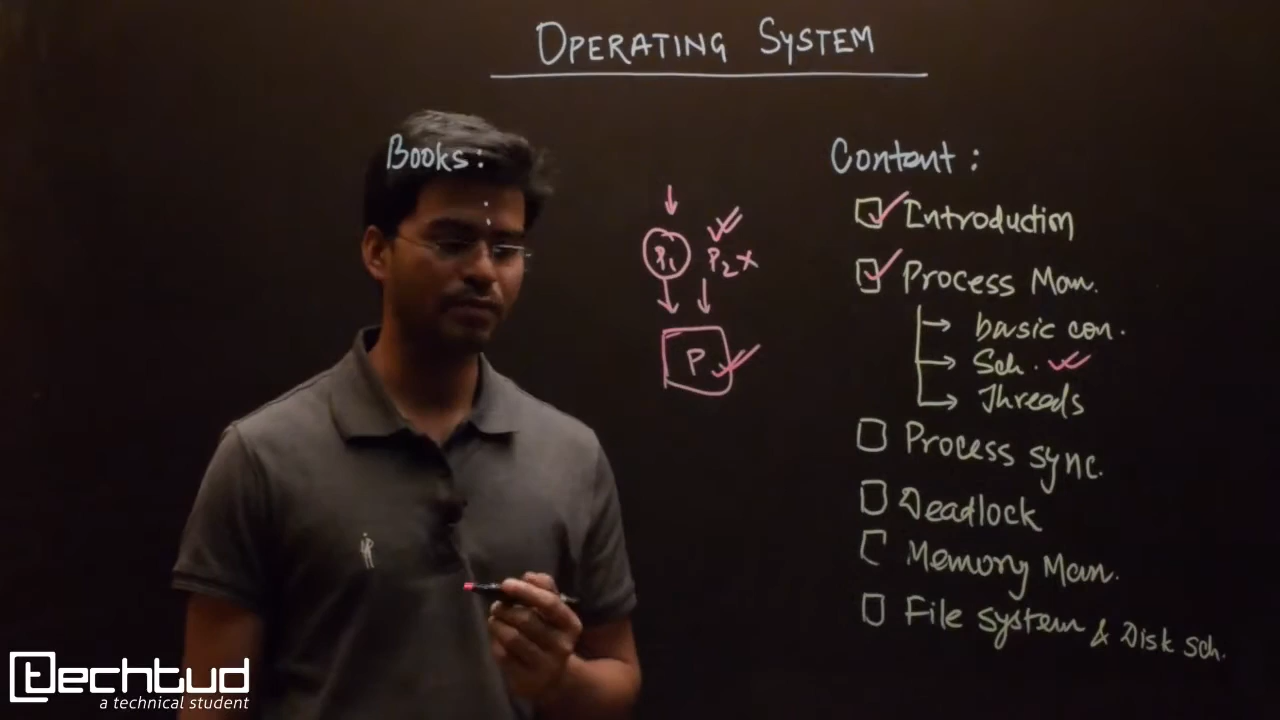 OPERATING SYSTEM
Books:
Content:
Introduction
Process Man.
basic con.
Sch.
Threads
Process sync.
Deadlock
Memory Man.
File system & Disk Sch.
P1 P2 x
P
techtud
a technical student